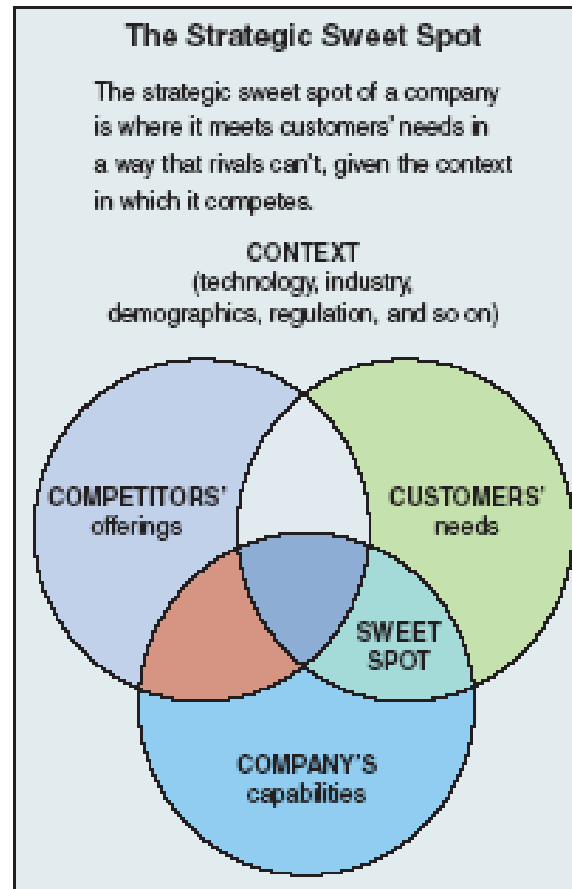 The Strategic Sweet Spot
The strategic sweet spot of a company
is where it meets customers' needs in
a way that rivals can't, given the context
in which it competes.
CONTEXT
(technology, industry,
demographics, regulation, and so on)
COMPETITORS'
offerings
CUSTOMERS'
needs
SWEET
SPOT
COMPANY'S
capabilities